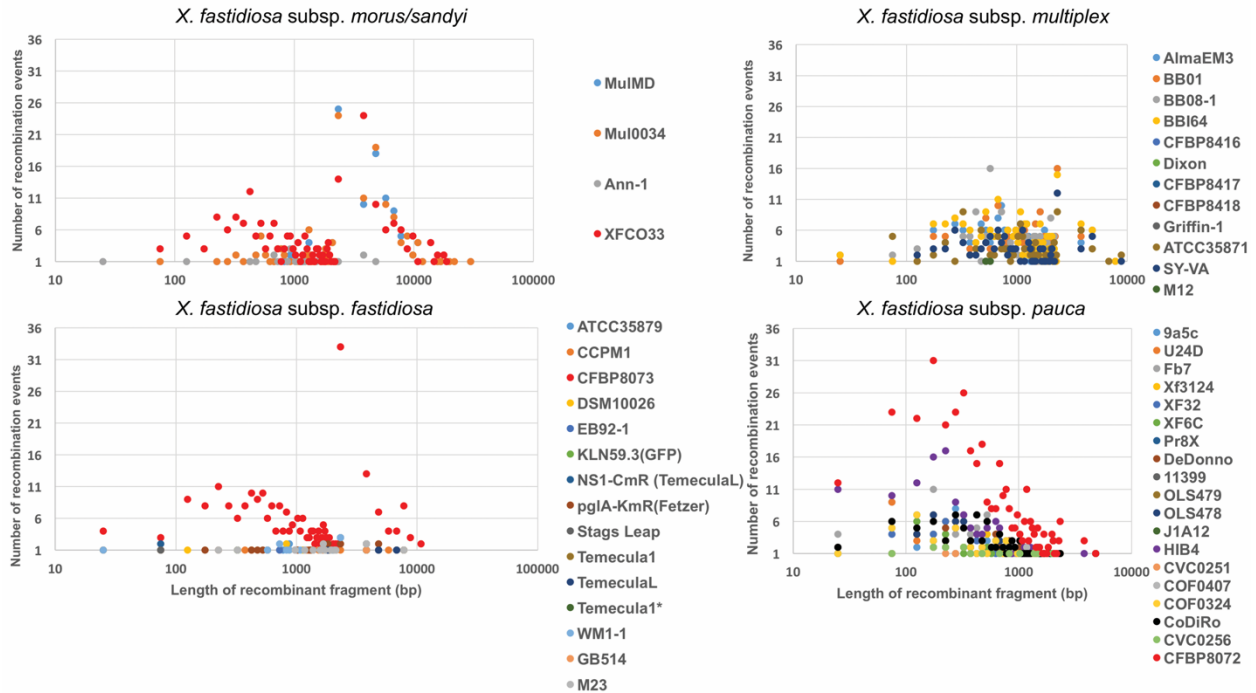 X. fastidiosa subsp. morus/sandyi
Number of recombination events
36
31
26
21
16
11
6
1
10
100
1000
10000
100000
MulMD
Mul0034
Ann-1
XFCO33
X. fastidiosa subsp. multiplex
Number of recombination events
36
31
26
21
16
11
6
1
10
100
1000
10000
AlmaEM3
BB01
BB08-1
BBI64
CFBP8416
Dixon
CFBP8417
CFBP8418
Griffin-1
ATCC35871
SY-VA
M12
X. fastidiosa subsp. fastidiosa
Number of recombination events
36
31
26
21
16
11
6
1
10
100
1000
10000
100000
Length of recombinant fragment (bp)
ATCC35879
CCPM1
CFBP8073
DSM10026
EB92-1
KLN59.3(GFP)
NS1-CmR (TemeculaL)
pglA-KmR(Fetzer)
Stags Leap
Temecula1
TemeculaL
Temecula1*
WM1-1
GB514
M23
X. fastidiosa subsp. pauca
Number of recombination events
36
31
26
21
16
11
6
1
10
100
1000
10000
Length of recombinant fragment (bp)
9a5c
U24D
Fb7
Xf3124
XF32
XF6C
Pr8X
DeDonno
11399
OLS479
OLS478
J1A12
HIB4
CVC0251
COF0407
COF0324
CoDiRo
CVC0256
CFBP8072